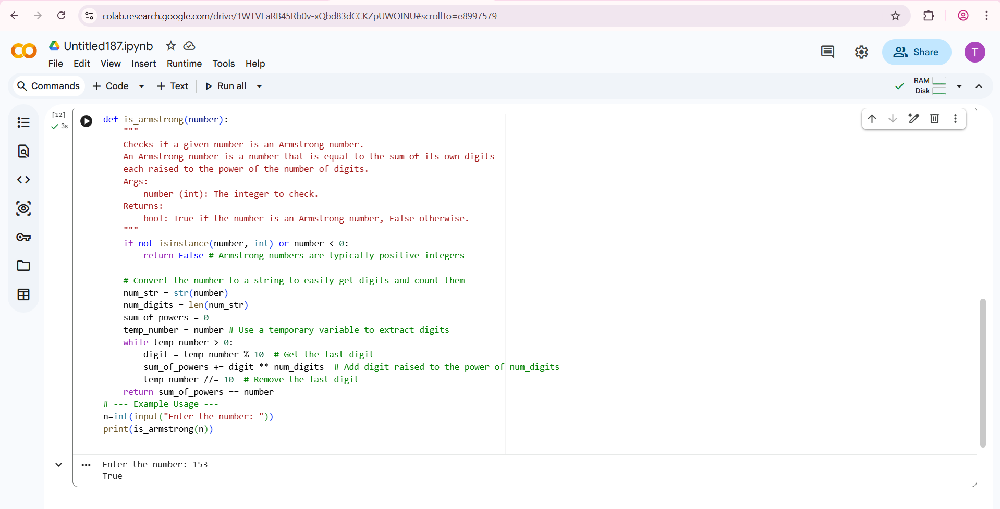 colab.research.google.com/drive/1WTVEaRB45Rb0v-xQbd83dCCKZpUWOINU#scrollTo=e8997579
CO
Untitled187.ipynb
File Edit View Insert Runtime Tools Help
Share
T
Commands + Code + Text Run all
RAM
Disk
[12]
3s
def is_armstrong(number):
    """
    Checks if a given number is an Armstrong number.
    An Armstrong number is a number that is equal to the sum of its own digits
    each raised to the power of the number of digits.
    Args:
        number (int): The integer to check.
    Returns:
        bool: True if the number is an Armstrong number, False otherwise.
    """
    if not isinstance(number, int) or number < 0:
        return False # Armstrong numbers are typically positive integers

    # Convert the number to a string to easily get digits and count them
    num_str = str(number)
    num_digits = len(num_str)
    sum_of_powers = 0
    temp_number = number # Use a temporary variable to extract digits
    while temp_number > 0:
        digit = temp_number % 10  # Get the last digit
        sum_of_powers += digit ** num_digits  # Add digit raised to the power of num_digits
        temp_number //= 10  # Remove the last digit
    return sum_of_powers == number
# --- Example Usage ---
n=int(input("Enter the number: "))
print(is_armstrong(n))
Enter the number: 153
True